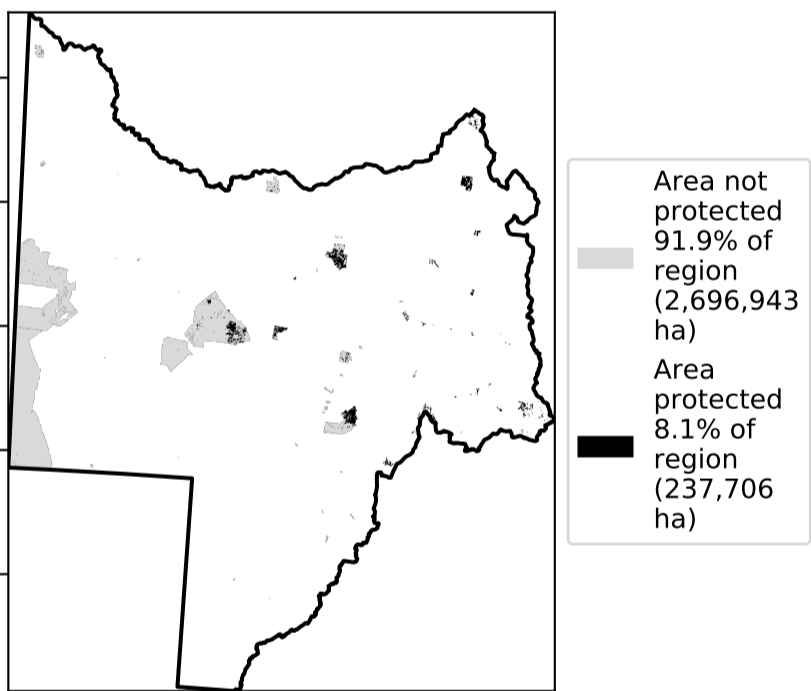 Area not
protected
91.9% of
region
(2,696,943
ha)
Area
protected
8.1% of
region
(237,706
ha)